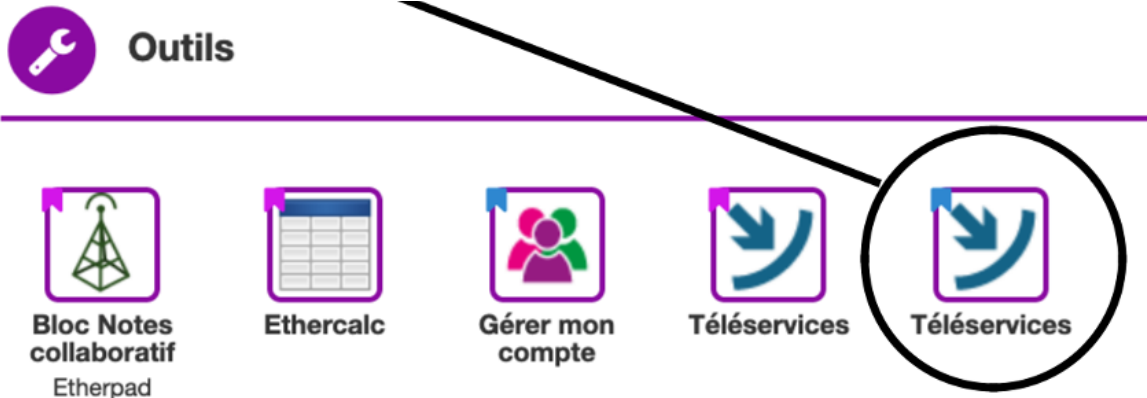 Outils
Bloc Notes
collaboratif
Etherpad
Ethercalc
Gérer mon
compte
Téléservices
Téléservices